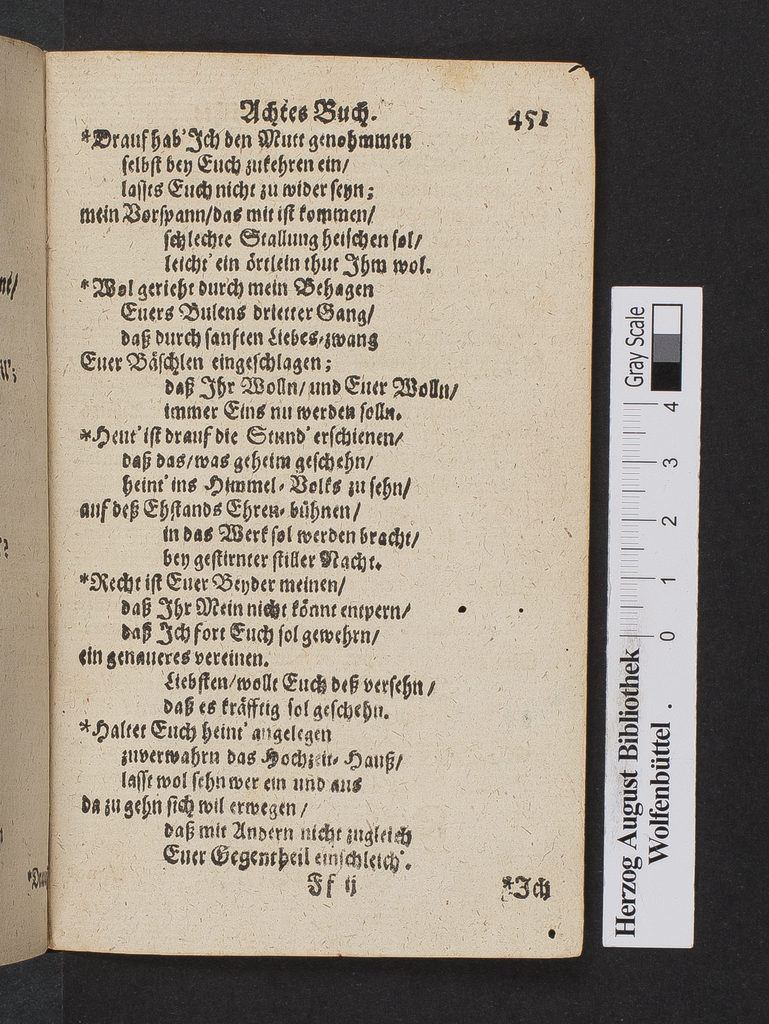 Achtes Buch. 451
*Drauf hab' Ich den Mutt genohmmen
selbst bey Euch zukehren ein/
lasstes Euch nicht zu wider seyn;
mein Vorspann/das mit ist kommen/
schlechte Stallung heischen sol/
leicht' ein örtlein thut Ihm wol.
*Wol gerieht durch mein Behagen
Euers Bulens drietter Gang/
daß durch sanften Liebes-zwang
Euer Bäschlen eingeschlagen;
daß Ihr Wolln/und Euer Wolln/
immer Eins nu werden solln.
*Heut' ist drauf die Stund' erschienen/
daß das/was geheim geschehn/
heint' ins Himmel-Volks zu sehn/
auf deß Ehstands Ehren-bühnen/
in das Werk sol werden bracht/
bey gestirnter stiller Nacht.
*Recht ist Euer Beyder meinen/
daß Ihr Mein nicht könnt entpern/
daß Ich fort Euch sol gewehrn/
ein genaueres vereinen.
Liebsten/wollt Euch deß versehn/
daß es kräfftig sol geschehn.
*Haltet Euch heint' angelegen
zuverwahrn das Hochzeit-Hauß/
lasst wol sehn wer ein und aus
da zu gehn sich wil erwegen/
daß mit Andern nicht zugleich
Euer Gegentheil einschleich'.
Ff ij *Ich
nt/
Gray Scale
4
3
2
1
0
Herzog August Bibliothek
Wolfenbüttel